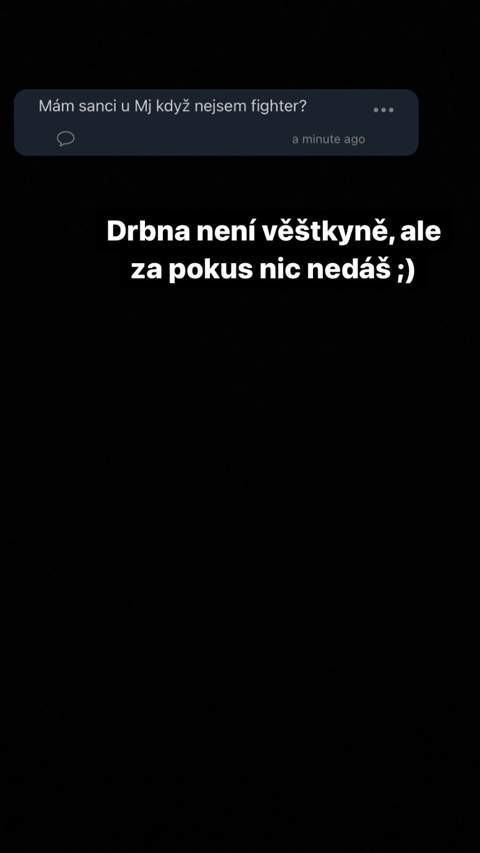 Mám sanci u Mj když nejsem fighter?
a minute ago
Drbna není věštkyně, ale
za pokus nic nedáš ;)